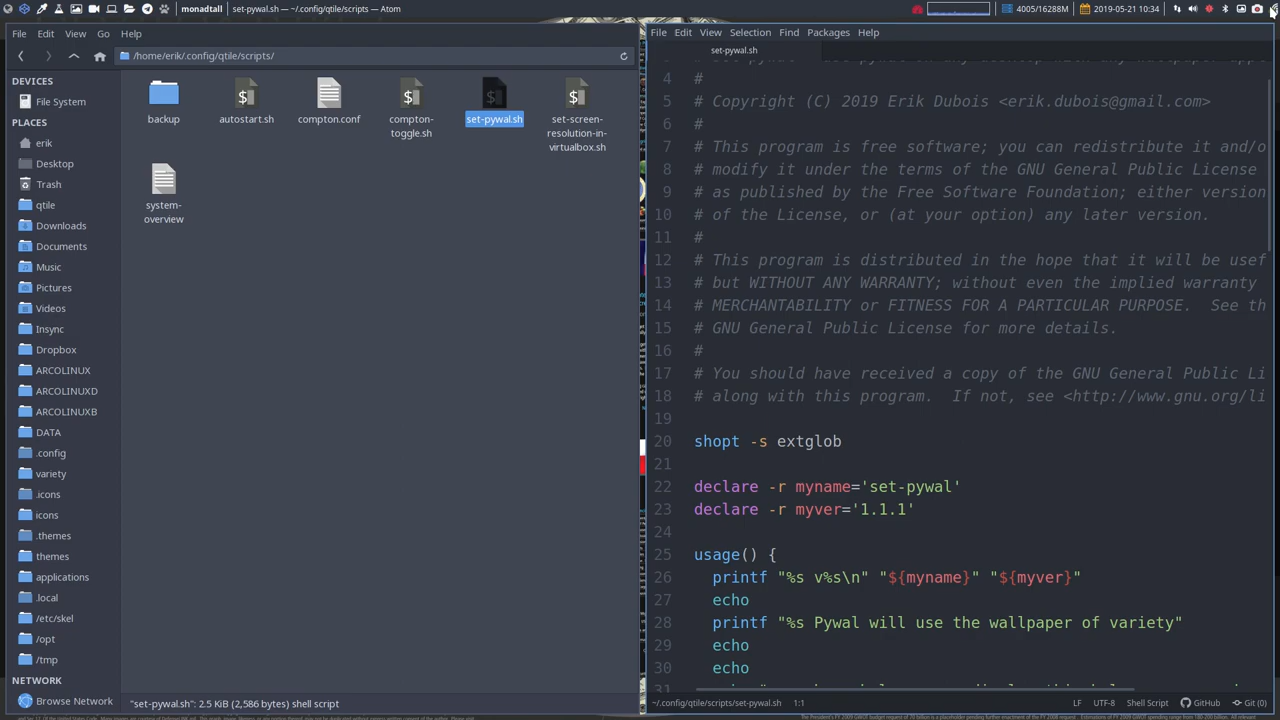 monadtall set-pywal.sh — ~/.config/qtile/scripts — Atom 4005/16288M 2019-05-21 10:34
File Edit View Go Help
/home/erik/.config/qtile/scripts/
DEVICES
File System
PLACES
erik
Desktop
Trash
qtile
Downloads
Documents
Music
Pictures
Videos
Insync
Dropbox
ARCOLINUX
ARCOLINUXD
ARCOLINUXB
DATA
.config
variety
.icons
icons
.themes
themes
applications
.local
/etc/skel
/opt
/tmp
NETWORK
Browse Network
backup
autostart.sh
compton.conf
compton-
toggle.sh
set-pywal.sh
set-screen-
resolution-in-
virtualbox.sh
system-
overview
"set-pywal.sh": 2.5 KiB (2,586 bytes) shell script
File Edit View Selection Find Packages Help
set-pywal.sh
4 #
5 # Copyright (C) 2019 Erik Dubois <erik.dubois@gmail.com>
6 #
7 # This program is free software; you can redistribute it and/o
8 # modify it under the terms of the GNU General Public License
9 # as published by the Free Software Foundation; either version
10 # of the License, or (at your option) any later version.
11 #
12 # This program is distributed in the hope that it will be usef
13 # but WITHOUT ANY WARRANTY; without even the implied warranty
14 # MERCHANTABILITY or FITNESS FOR A PARTICULAR PURPOSE.  See th
15 # GNU General Public License for more details.
16 #
17 # You should have received a copy of the GNU General Public Li
18 # along with this program.  If not, see <http://www.gnu.org/li
19
20 shopt -s extglob
21
22 declare -r myname='set-pywal'
23 declare -r myver='1.1.1'
24
25 usage() {
26 printf "%s v%s\n" "${myname}" "${myver}"
27 echo
28 printf "%s Pywal will use the wallpaper of variety"
29 echo
30 echo
31
~/.config/qtile/scripts/set-pywal.sh 1:1 LF UTF-8 Shell Script GitHub Git (0)